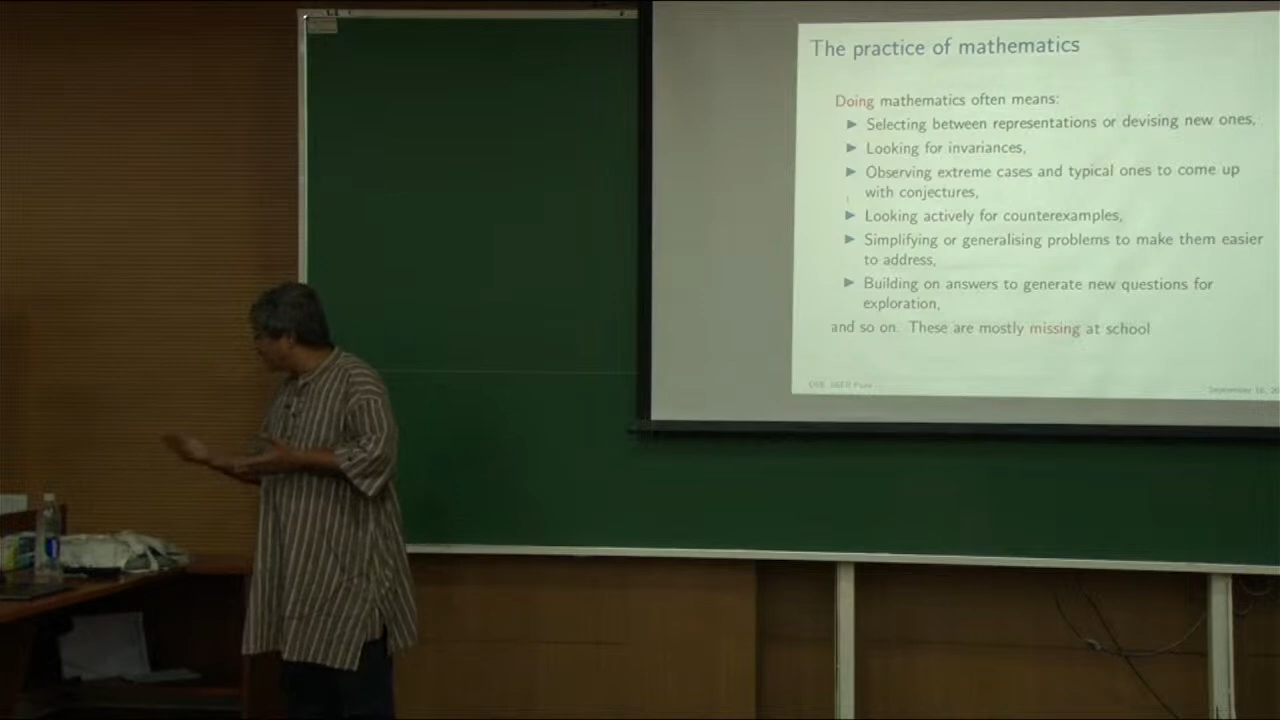 The practice of mathematics
Doing mathematics often means:
Selecting between representations or devising new ones,
Looking for invariances,
Observing extreme cases and typical ones to come up
with conjectures,
Looking actively for counterexamples,
Simplifying or generalising problems to make them easier
to address,
Building on answers to generate new questions for
exploration,
and so on. These are mostly missing at school
September